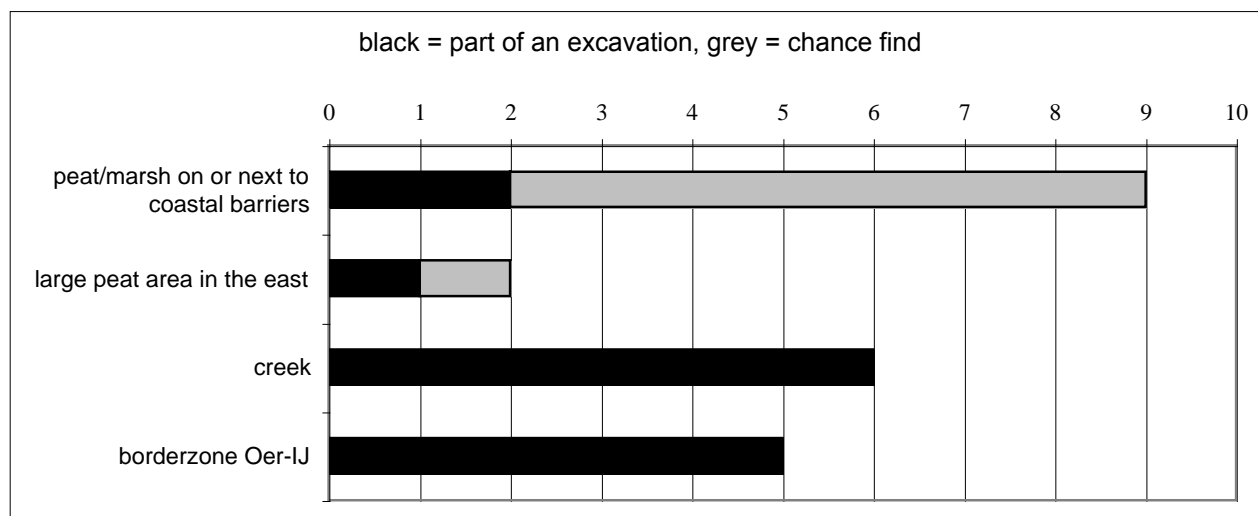 black = part of an excavation, grey = chance find
0 1 2 3 4 5 6 7 8 9 10
peat/marsh on or next to
coastal barriers
large peat area in the east
creek
borderzone Oer-IJ